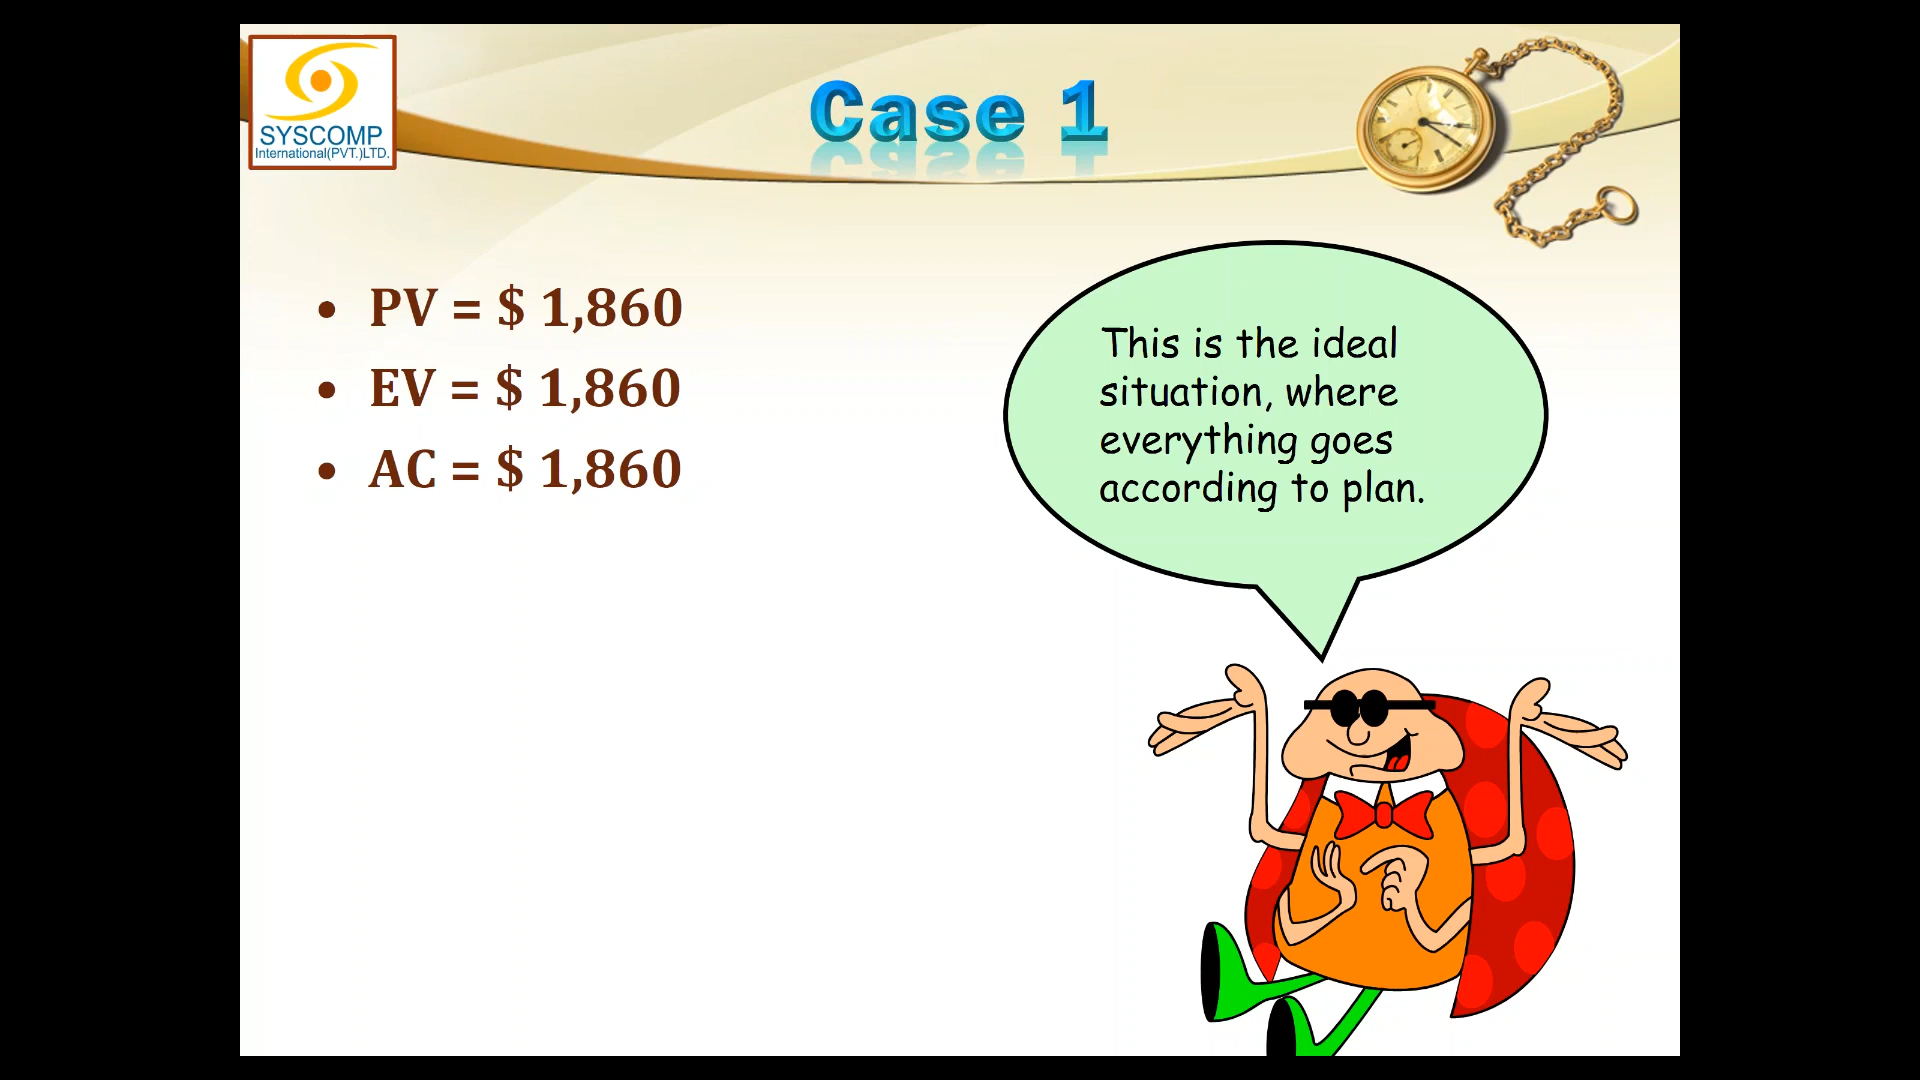 SYSCOMP
International(PVT.)LTD.
Case 1
• PV = $ 1,860
• EV = $ 1,860
• AC = $ 1,860
This is the ideal
situation, where
everything goes
according to plan.